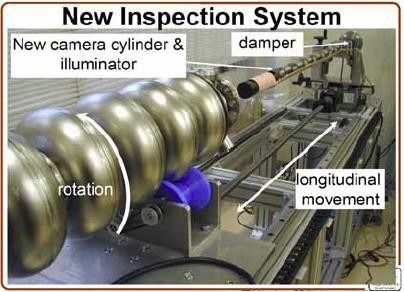 New Inspection System
New camera cylinder &
illuminator
damper
rotation
longitudinal
movement